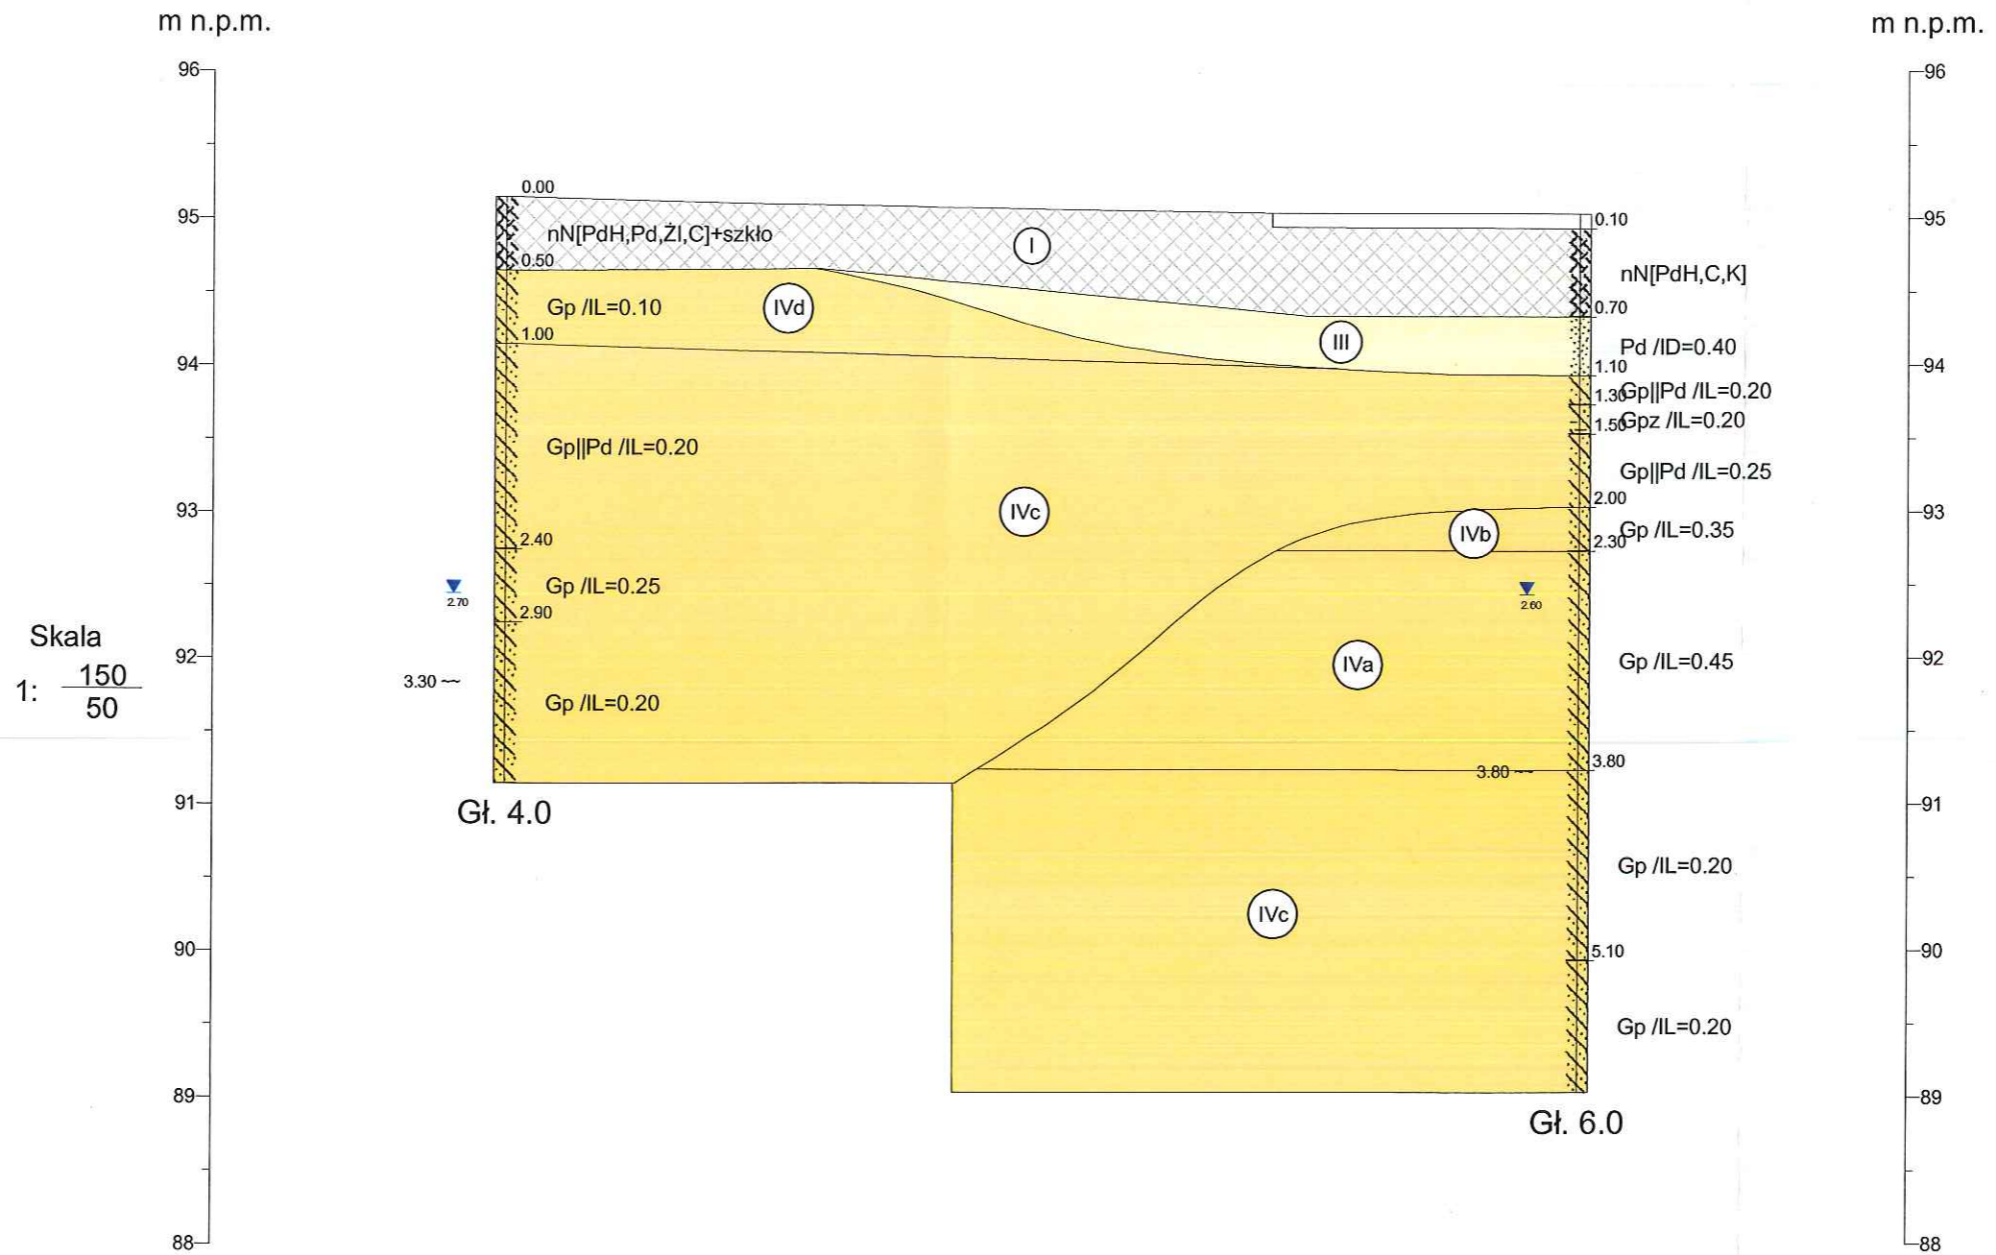 m n.p.m.
m n.p.m.
96
96
95
95
94
94
93
93
92
92
91
91
90
90
89
89
88
88
Skala
1: 150
50
0.00
nN[PdH,Pd,Żl,C]+szkło
0.50
Gp /IL=0.10
1.00
Gp||Pd /IL=0.20
2.40
Gp /IL=0.25
2.70
2.90
3.30 ~~
Gp /IL=0.20
Gł. 4.0
I
IVd
III
IVc
IVb
IVa
IVc
0.10
nN[PdH,C,K]
0.70
Pd /ID=0.40
1.10
Gp||Pd /IL=0.20
1.30
Gpz /IL=0.20
1.50
Gp||Pd /IL=0.25
2.00
Gp /IL=0.35
2.30
2.60
Gp /IL=0.45
3.80
3.80 ~~
Gp /IL=0.20
5.10
Gp /IL=0.20
Gł. 6.0